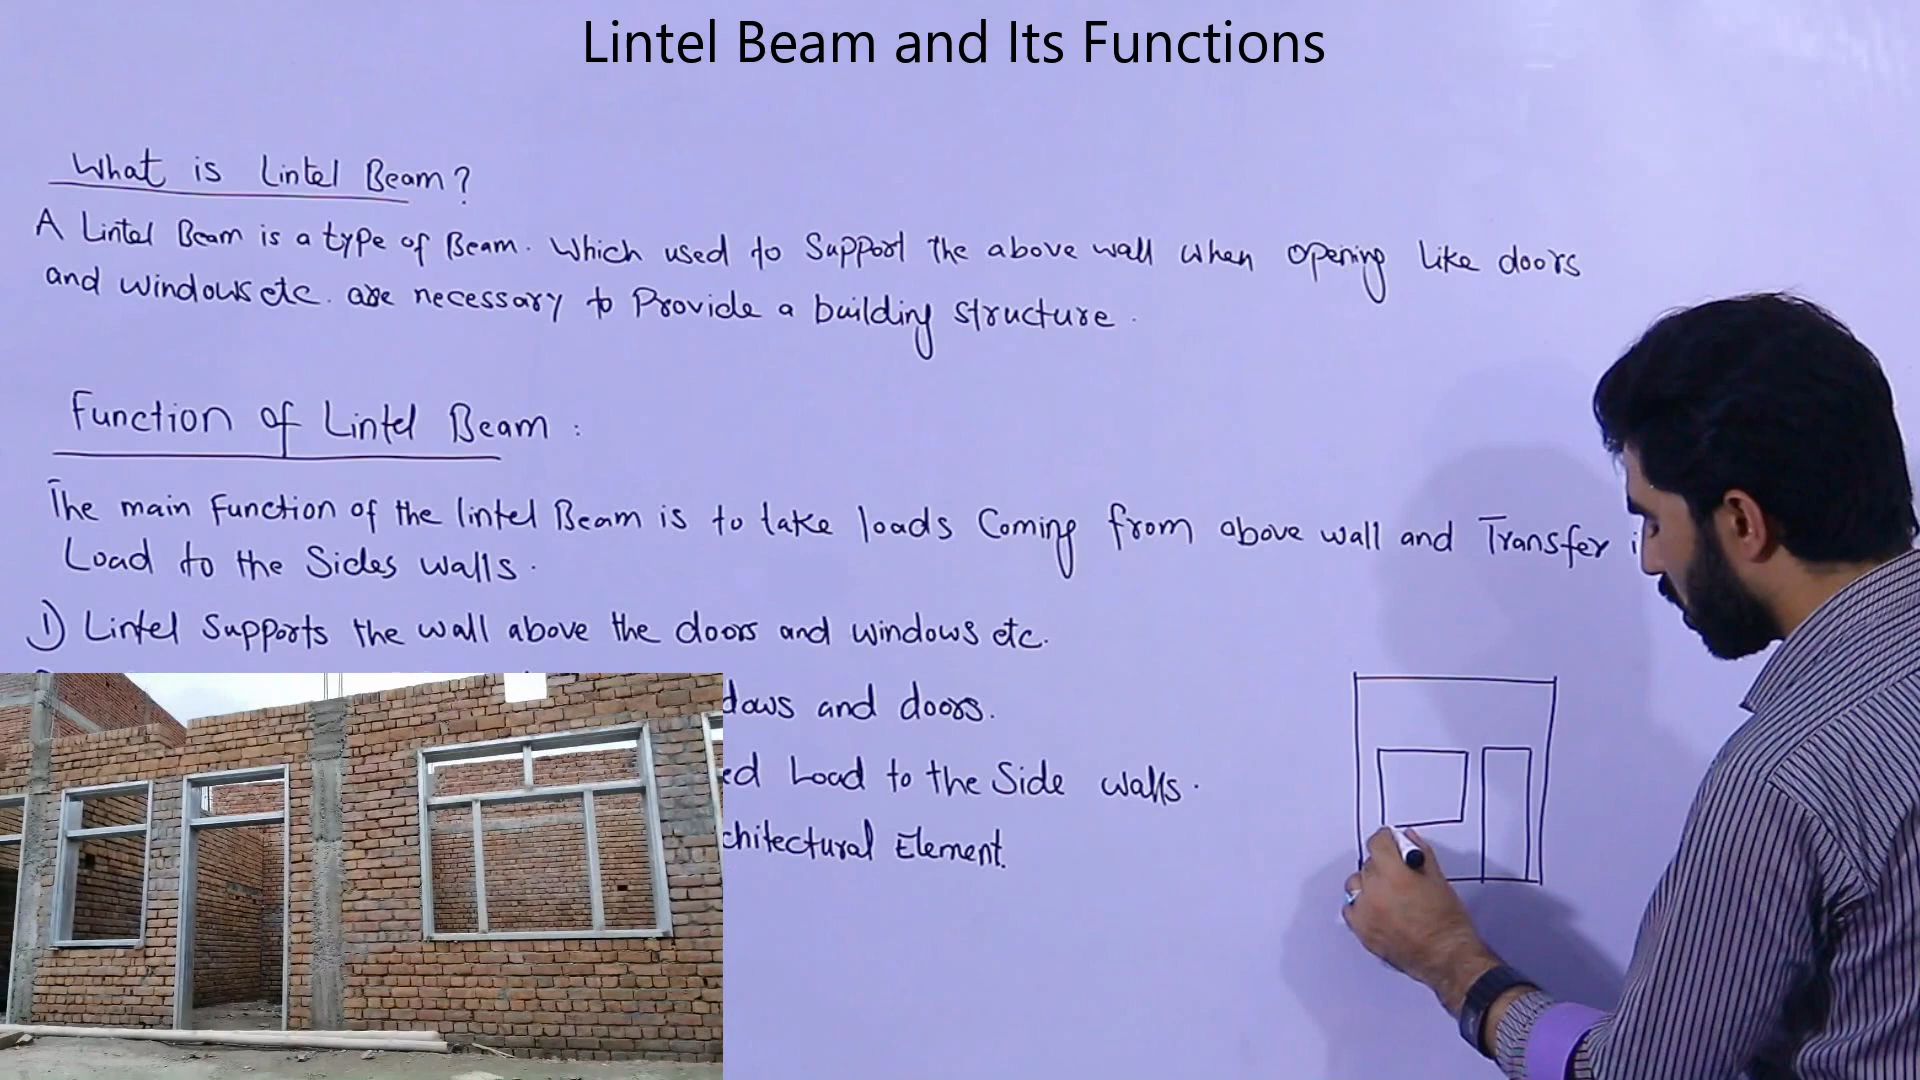 Lintel Beam and Its Functions
What is Lintel Beam?
A Lintel Beam is a type of Beam. Which used to Support the above wall when opening like doors
and windows etc. are necessary to Provide a building structure.
Function of Lintel Beam:
The main Function of the lintel Beam is to take loads Coming from above wall and Transfer
Load to the Sides walls.
1) Lintel Supports the wall above the doors and windows etc.
and doors.
Load to the Side walls.
Element.